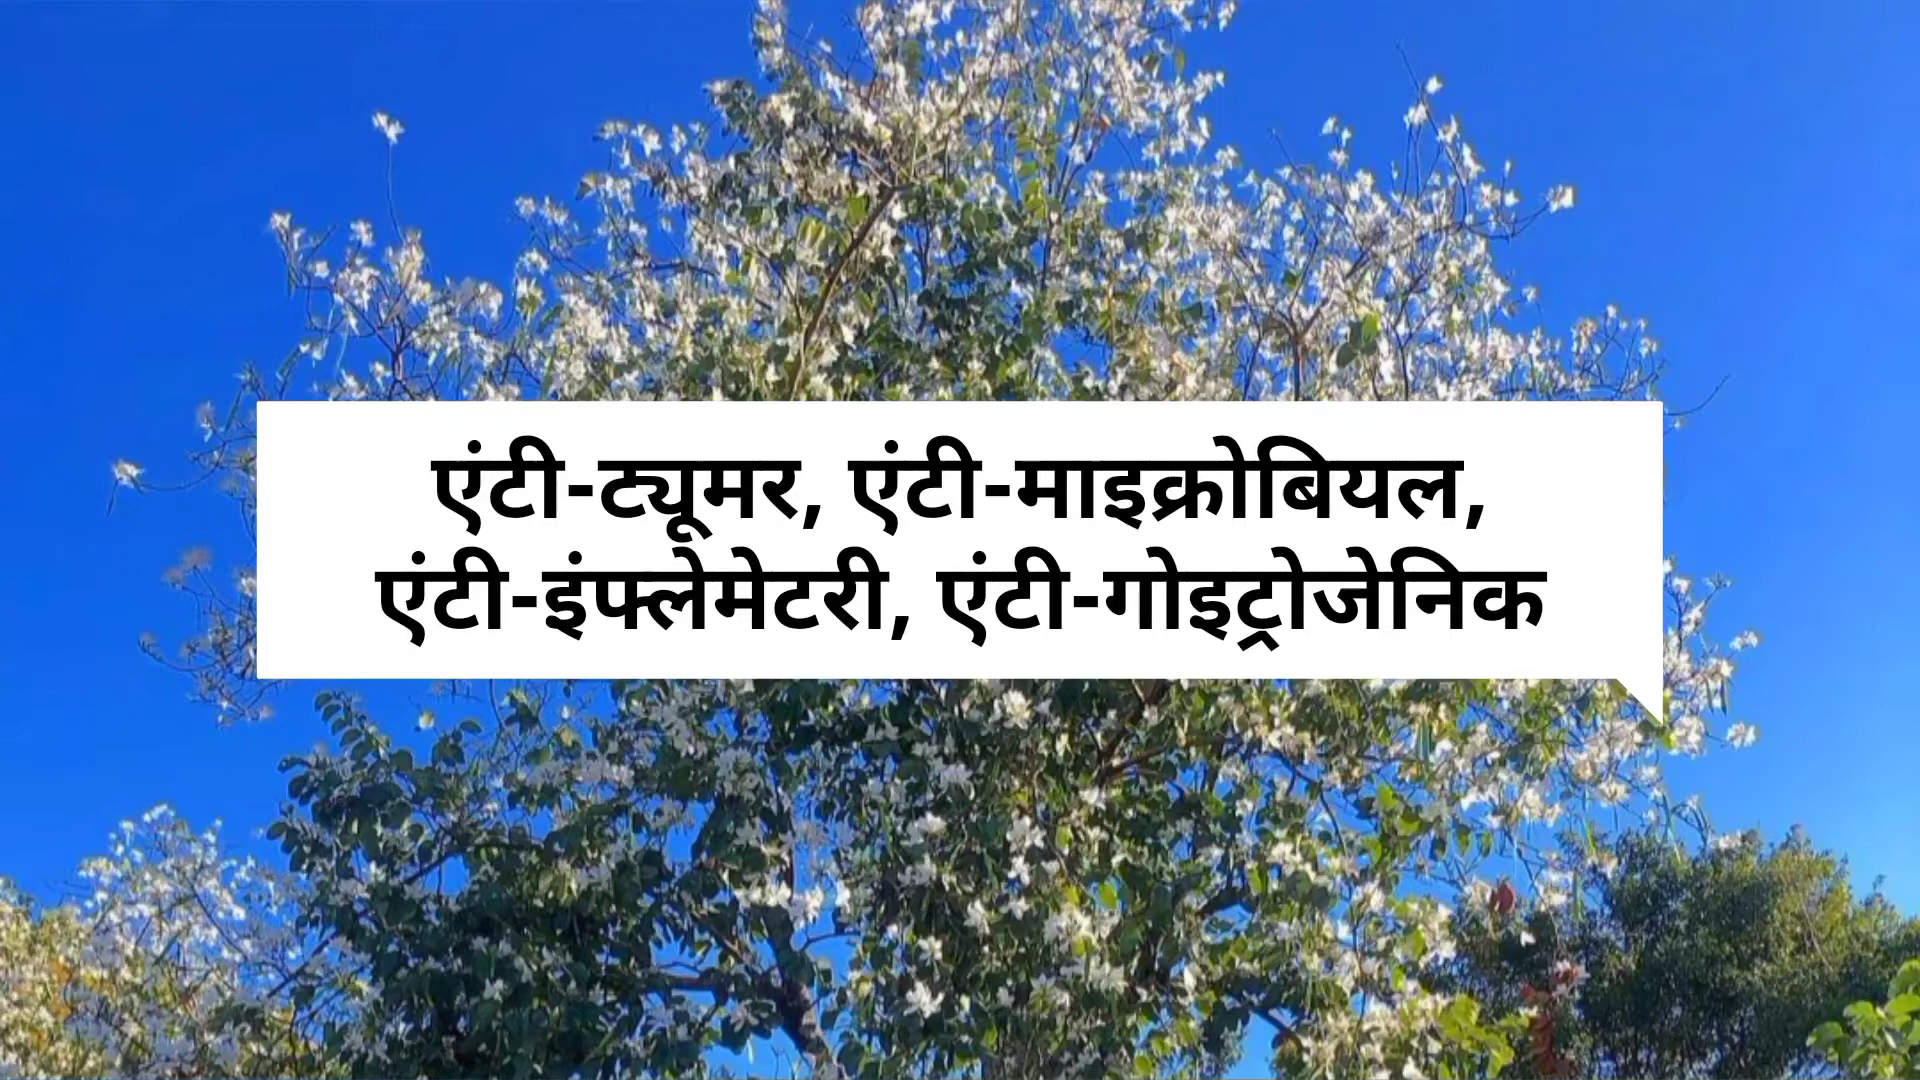 एंटी-ट्यूमर, एंटी-माइक्रोबियल,
एंटी-इंफ्लेमेटरी, एंटी-गोइट्रोजेनिक